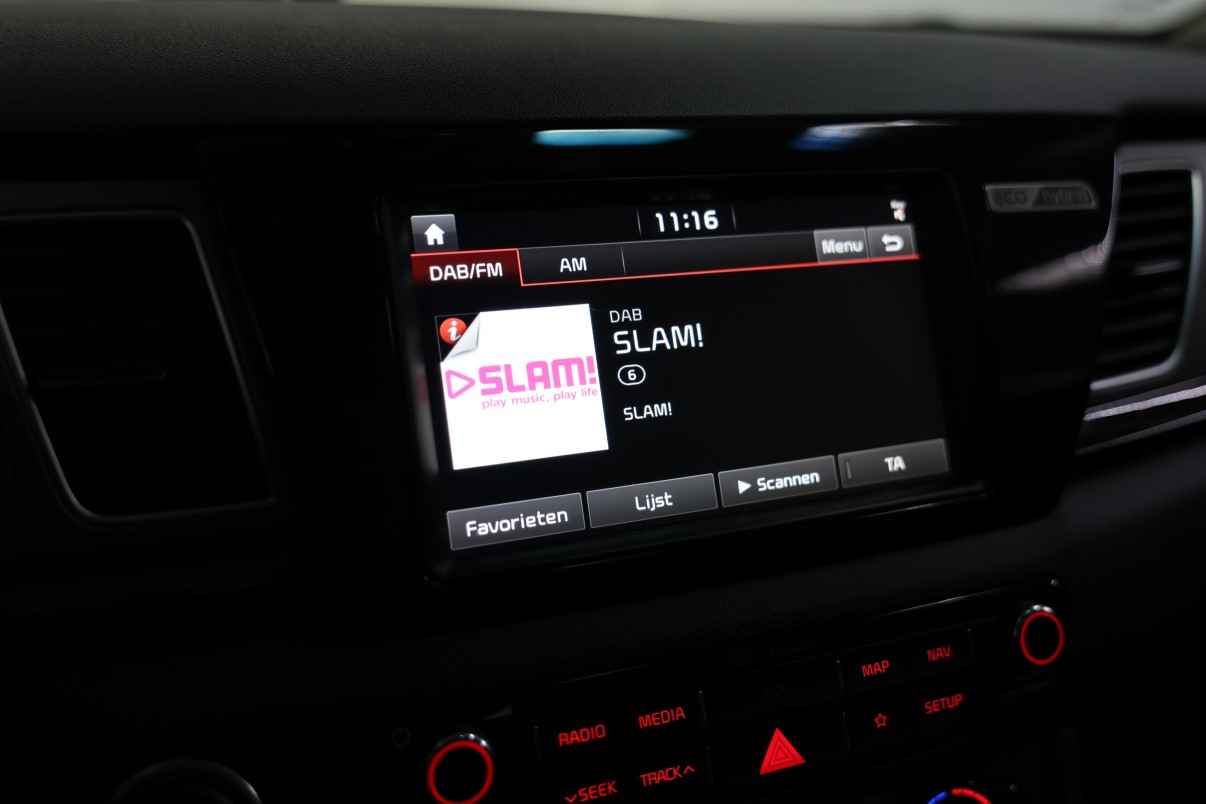 11:16
DAB/FM
AM
Menu
DAB
SLAM!
6
SLAM!
i
SLAM!
play music, play life
Favorieten
Lijst
Scannen
TA
MAP
NAV
RADIO
MEDIA
SETUP
SEEK
TRACK